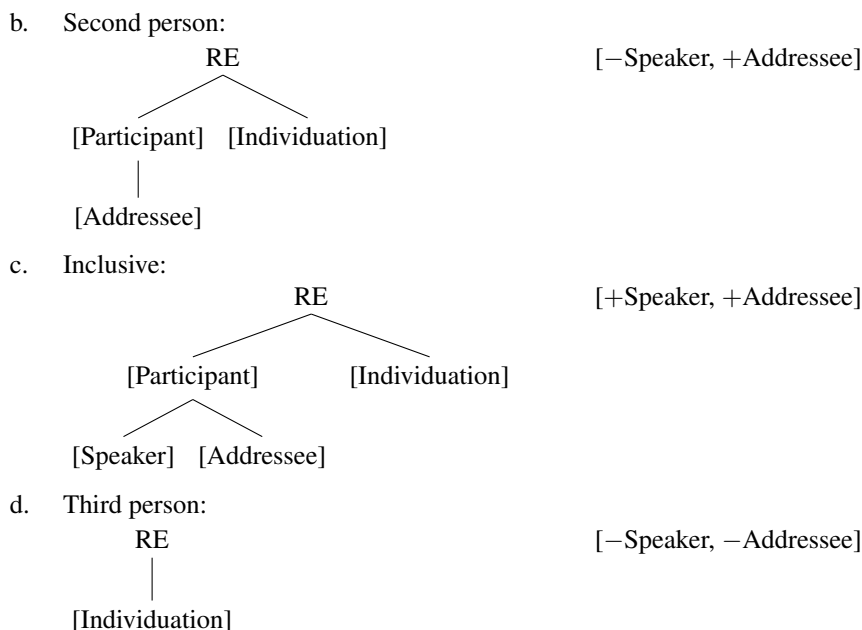 b. Second person:
RE [−Speaker, +Addressee]
[Participant] [Individuation]
[Addressee]
c. Inclusive:
RE [+Speaker, +Addressee]
[Participant] [Individuation]
[Speaker] [Addressee]
d. Third person:
RE [−Speaker, −Addressee]
[Individuation]